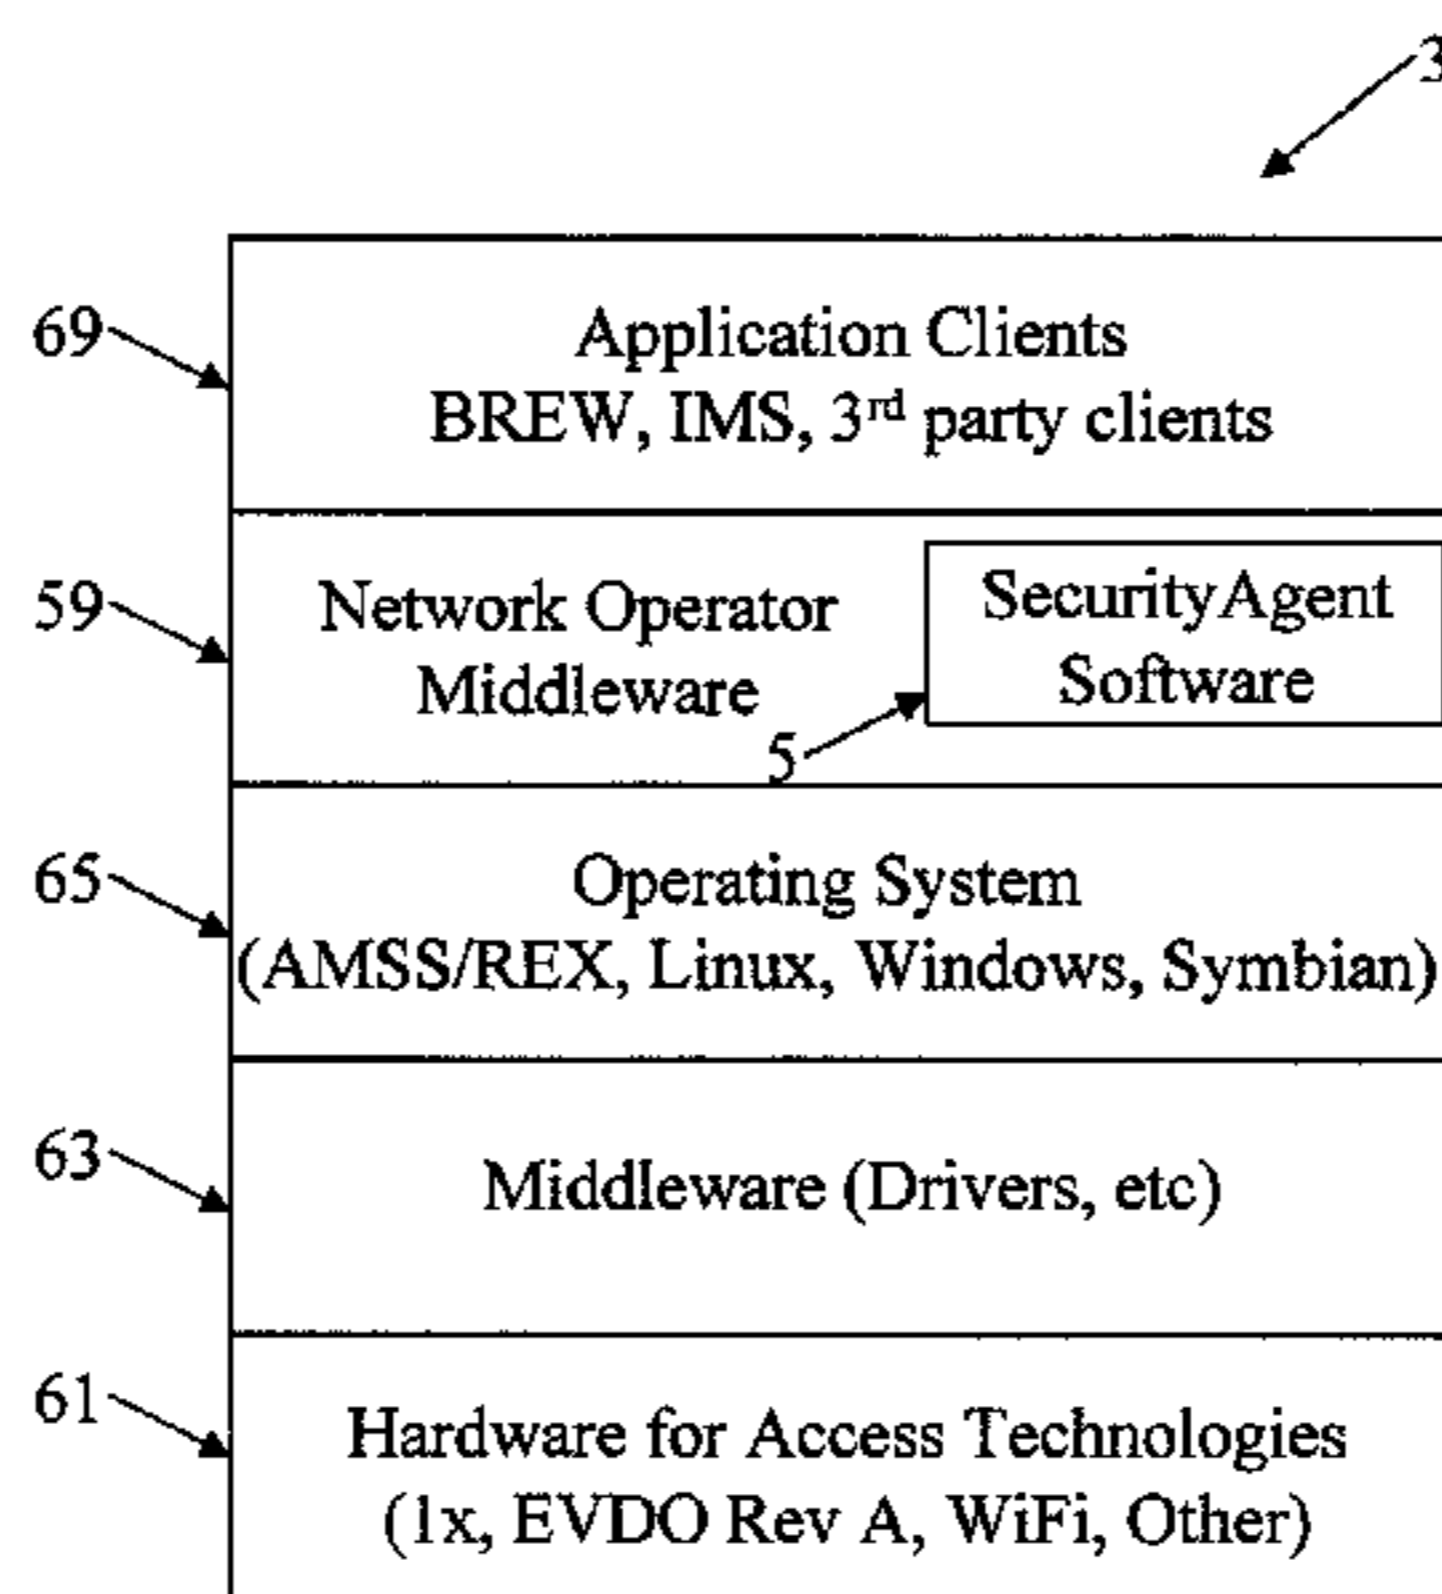 3
69
Application Clients
BREW, IMS, 3rd party clients
59
Network Operator
Middleware
SecurityAgent
Software
5
65
Operating System
(AMSS/REX, Linux, Windows, Symbian)
63
Middleware (Drivers, etc)
61
Hardware for Access Technologies
(1x, EVDO Rev A, WiFi, Other)